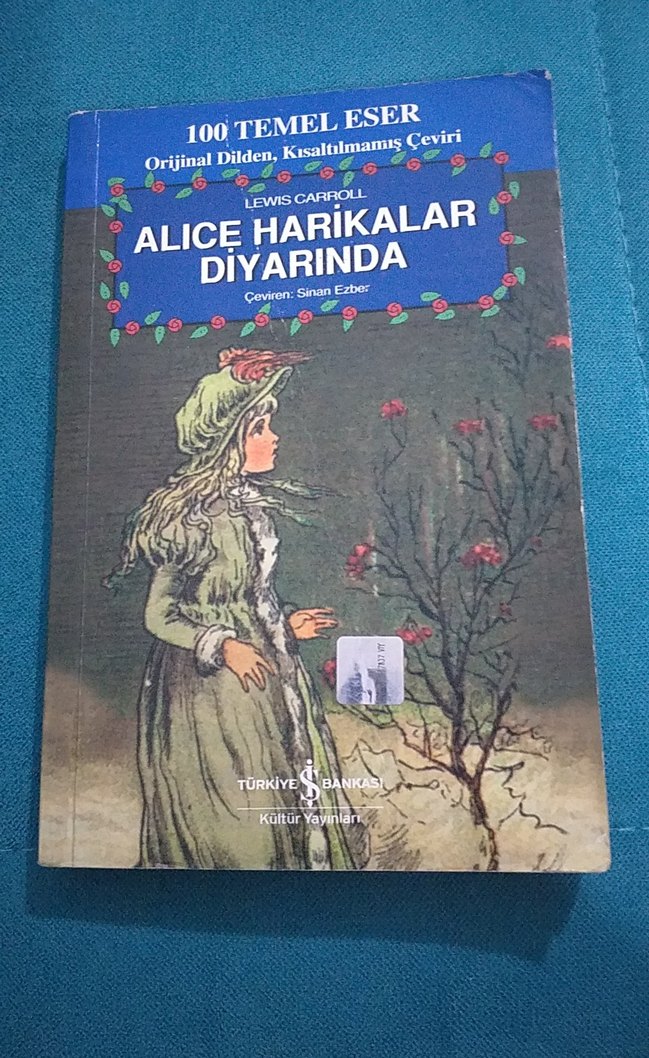 100 TEMEL ESER
Orijinal Dilden, Kısaltılmamış Çeviri
LEWIS CARROLL
ALICE HARİKALAR
DİYARINDA
Çeviren: Sinan Ezber
TÜRKİYE İŞ BANKASI
Kültür Yayınları